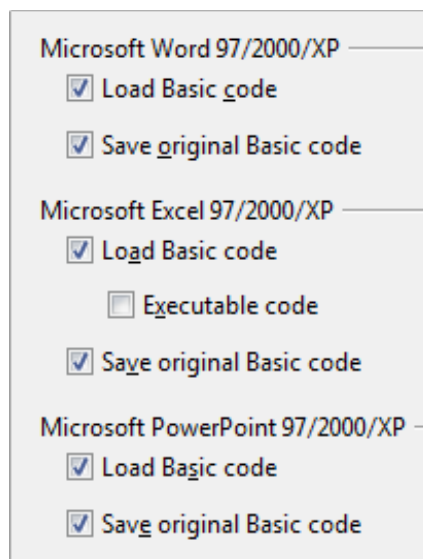 Microsoft Word 97/2000/XP
Load Basic code
Save original Basic code
Microsoft Excel 97/2000/XP
Load Basic code
Executable code
Save original Basic code
Microsoft PowerPoint 97/2000/XP
Load Basic code
Save original Basic code